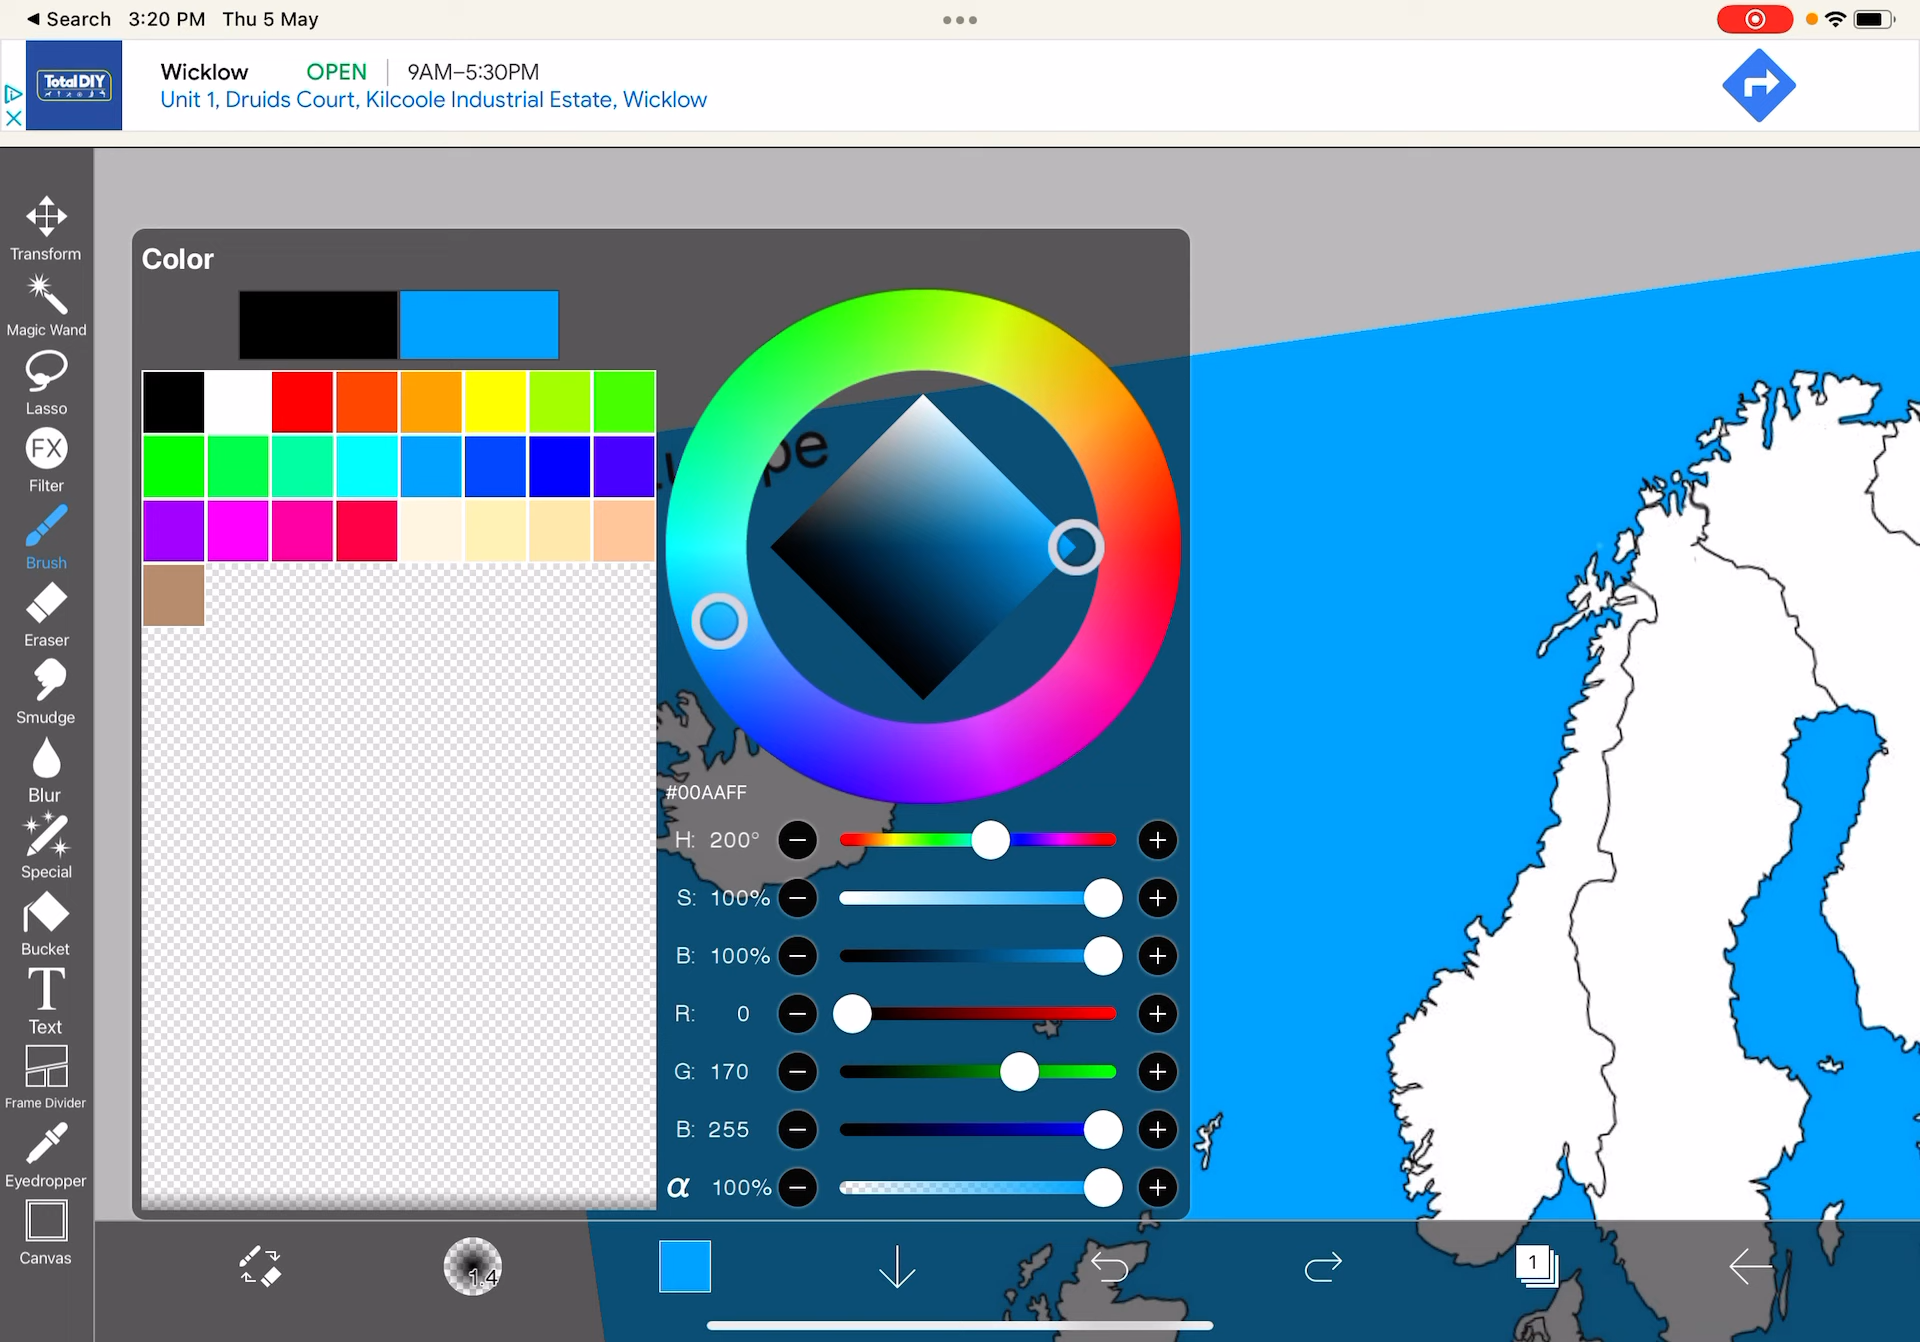 Search 3:20 PM Thu 5 May
TotalDIY
Wicklow OPEN 9AM–5:30PM
Unit 1, Druids Court, Kilcoole Industrial Estate, Wicklow
Transform
Magic Wand
Lasso
FX
Filter
Brush
Eraser
Smudge
Blur
Special
Bucket
T
Text
Frame Divider
Eyedropper
Canvas
Color
pe
#00AAFF
H: 200°
S: 100%
B: 100%
R: 0
G: 170
B: 255
α 100%
1.4
1